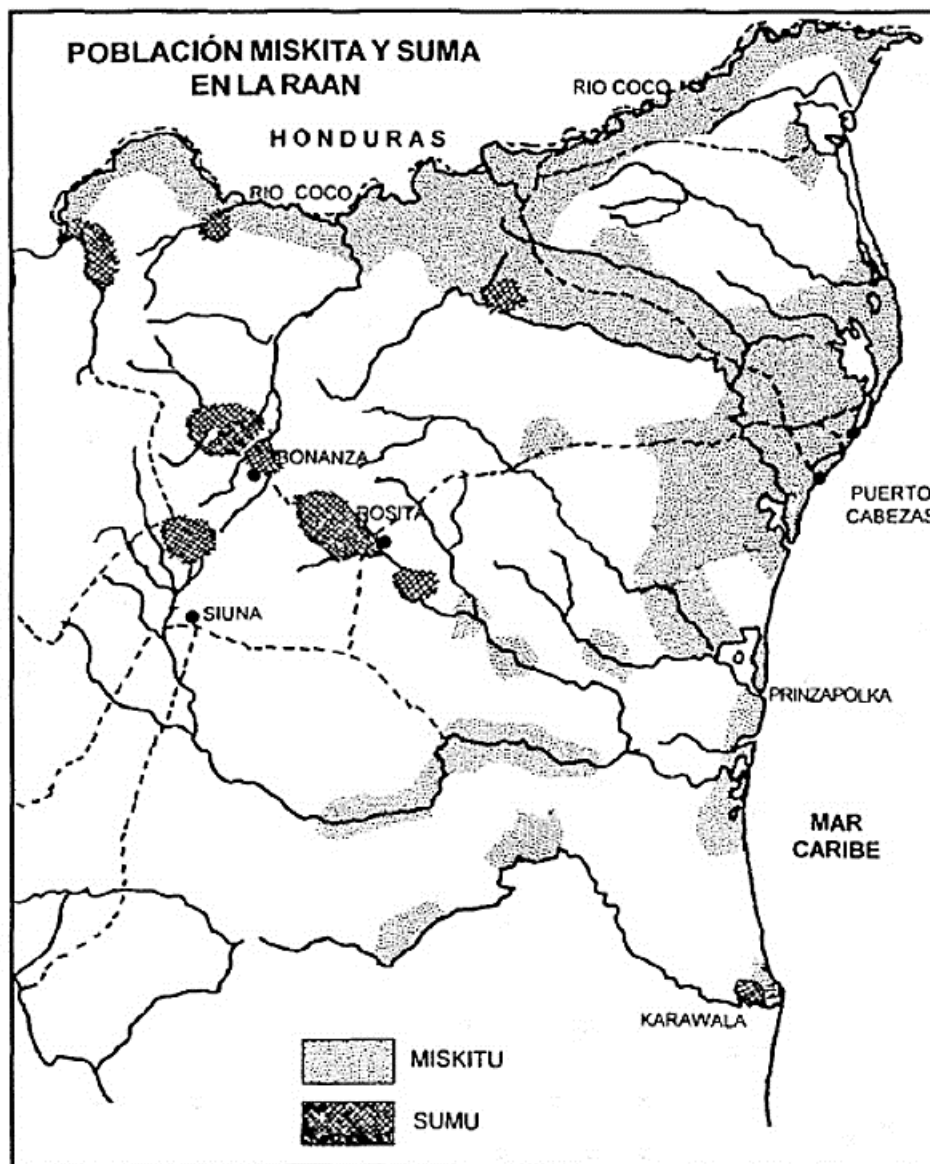 POBLACIÓN MISKITA Y SUMA
EN LA RAAN
RIO COCO
HONDURAS
RIO COCO
BONANZA
ROSITA
PUERTO
CABEZAS
SIUNA
PRINZAPOLKA
MAR
CARIBE
KARAWALA
MISKITU
SUMU